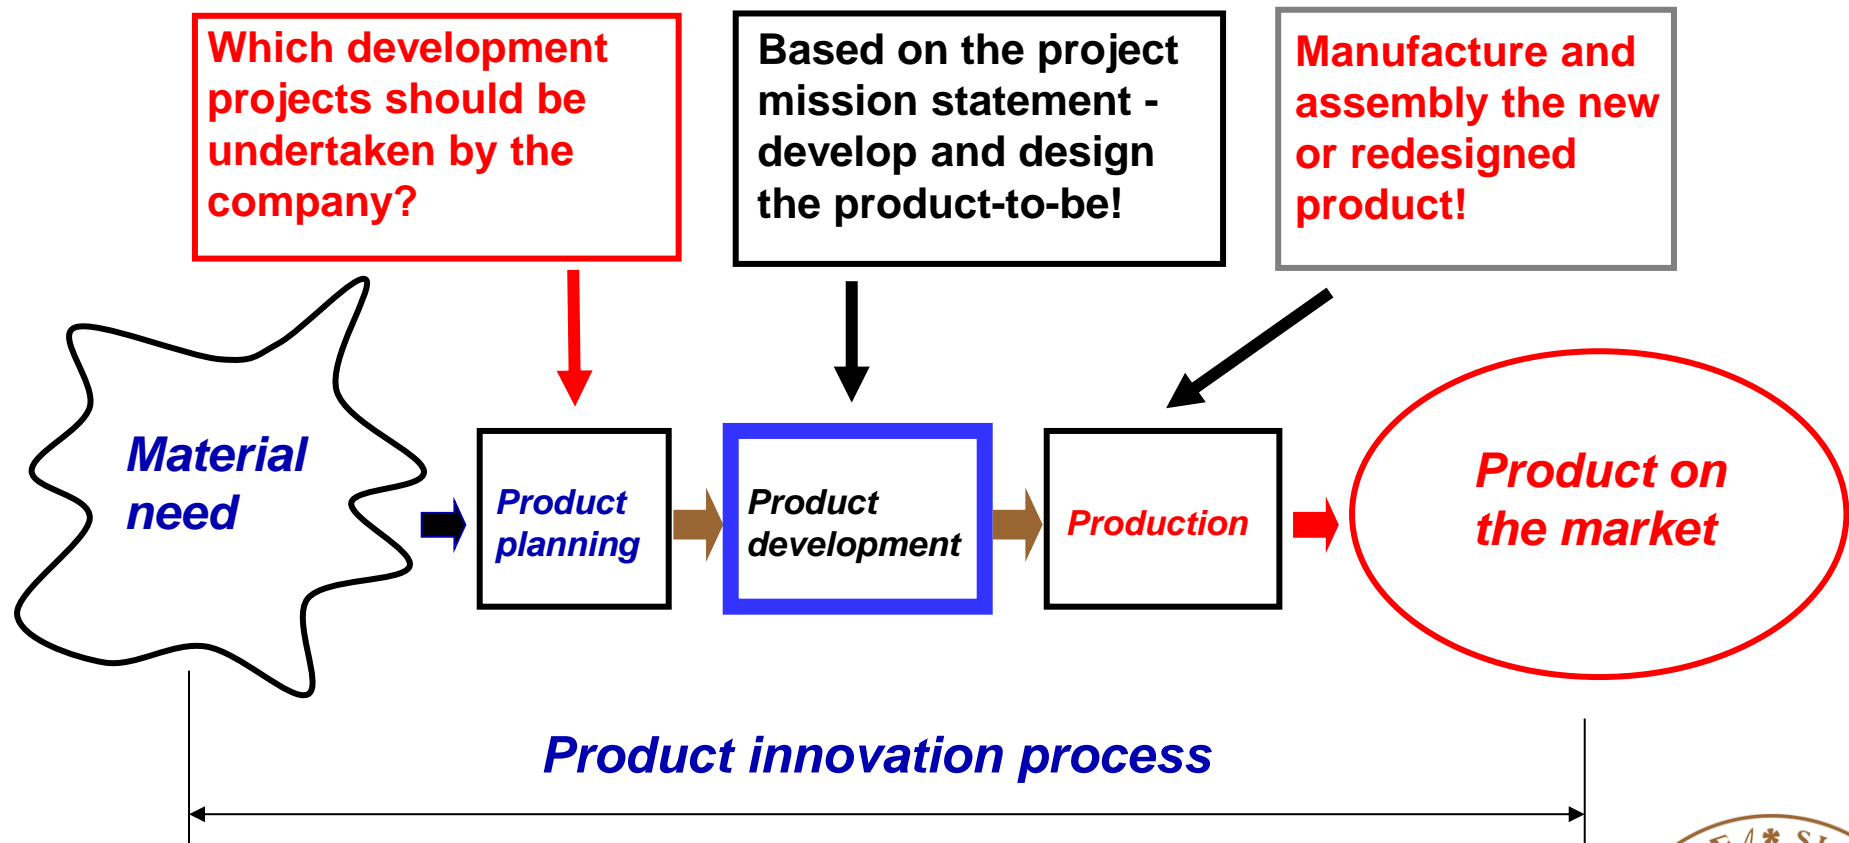 Which development
projects should be
undertaken by the
company?
Based on the project
mission statement -
develop and design
the product-to-be!
Manufacture and
assembly the new
or redesigned
product!
Material
need
Product
planning
Product
development
Production
Product on
the market
Product innovation process